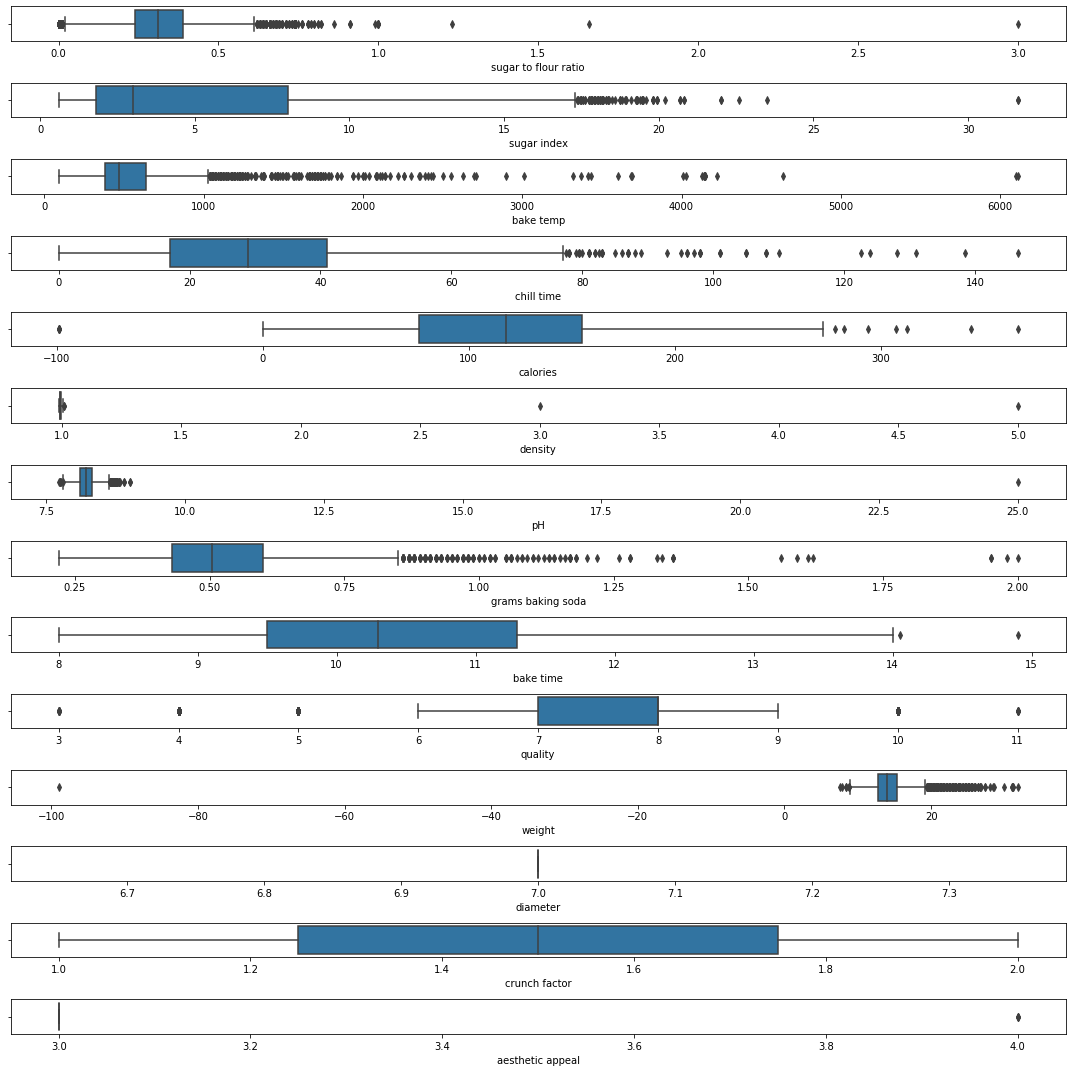 0.0 0.5 1.0 1.5 2.0 2.5 3.0
sugar to flour ratio
0 5 10 15 20 25 30
sugar index
0 1000 2000 3000 4000 5000 6000
bake temp
0 20 40 60 80 100 120 140
chill time
−100 0 100 200 300
calories
1.0 1.5 2.0 2.5 3.0 3.5 4.0 4.5 5.0
density
7.5 10.0 12.5 15.0 17.5 20.0 22.5 25.0
pH
0.25 0.50 0.75 1.00 1.25 1.50 1.75 2.00
grams baking soda
8 9 10 11 12 13 14 15
bake time
3 4 5 6 7 8 9 10 11
quality
−100 −80 −60 −40 −20 0 20
weight
6.7 6.8 6.9 7.0 7.1 7.2 7.3
diameter
1.0 1.2 1.4 1.6 1.8 2.0
crunch factor
3.0 3.2 3.4 3.6 3.8 4.0
aesthetic appeal